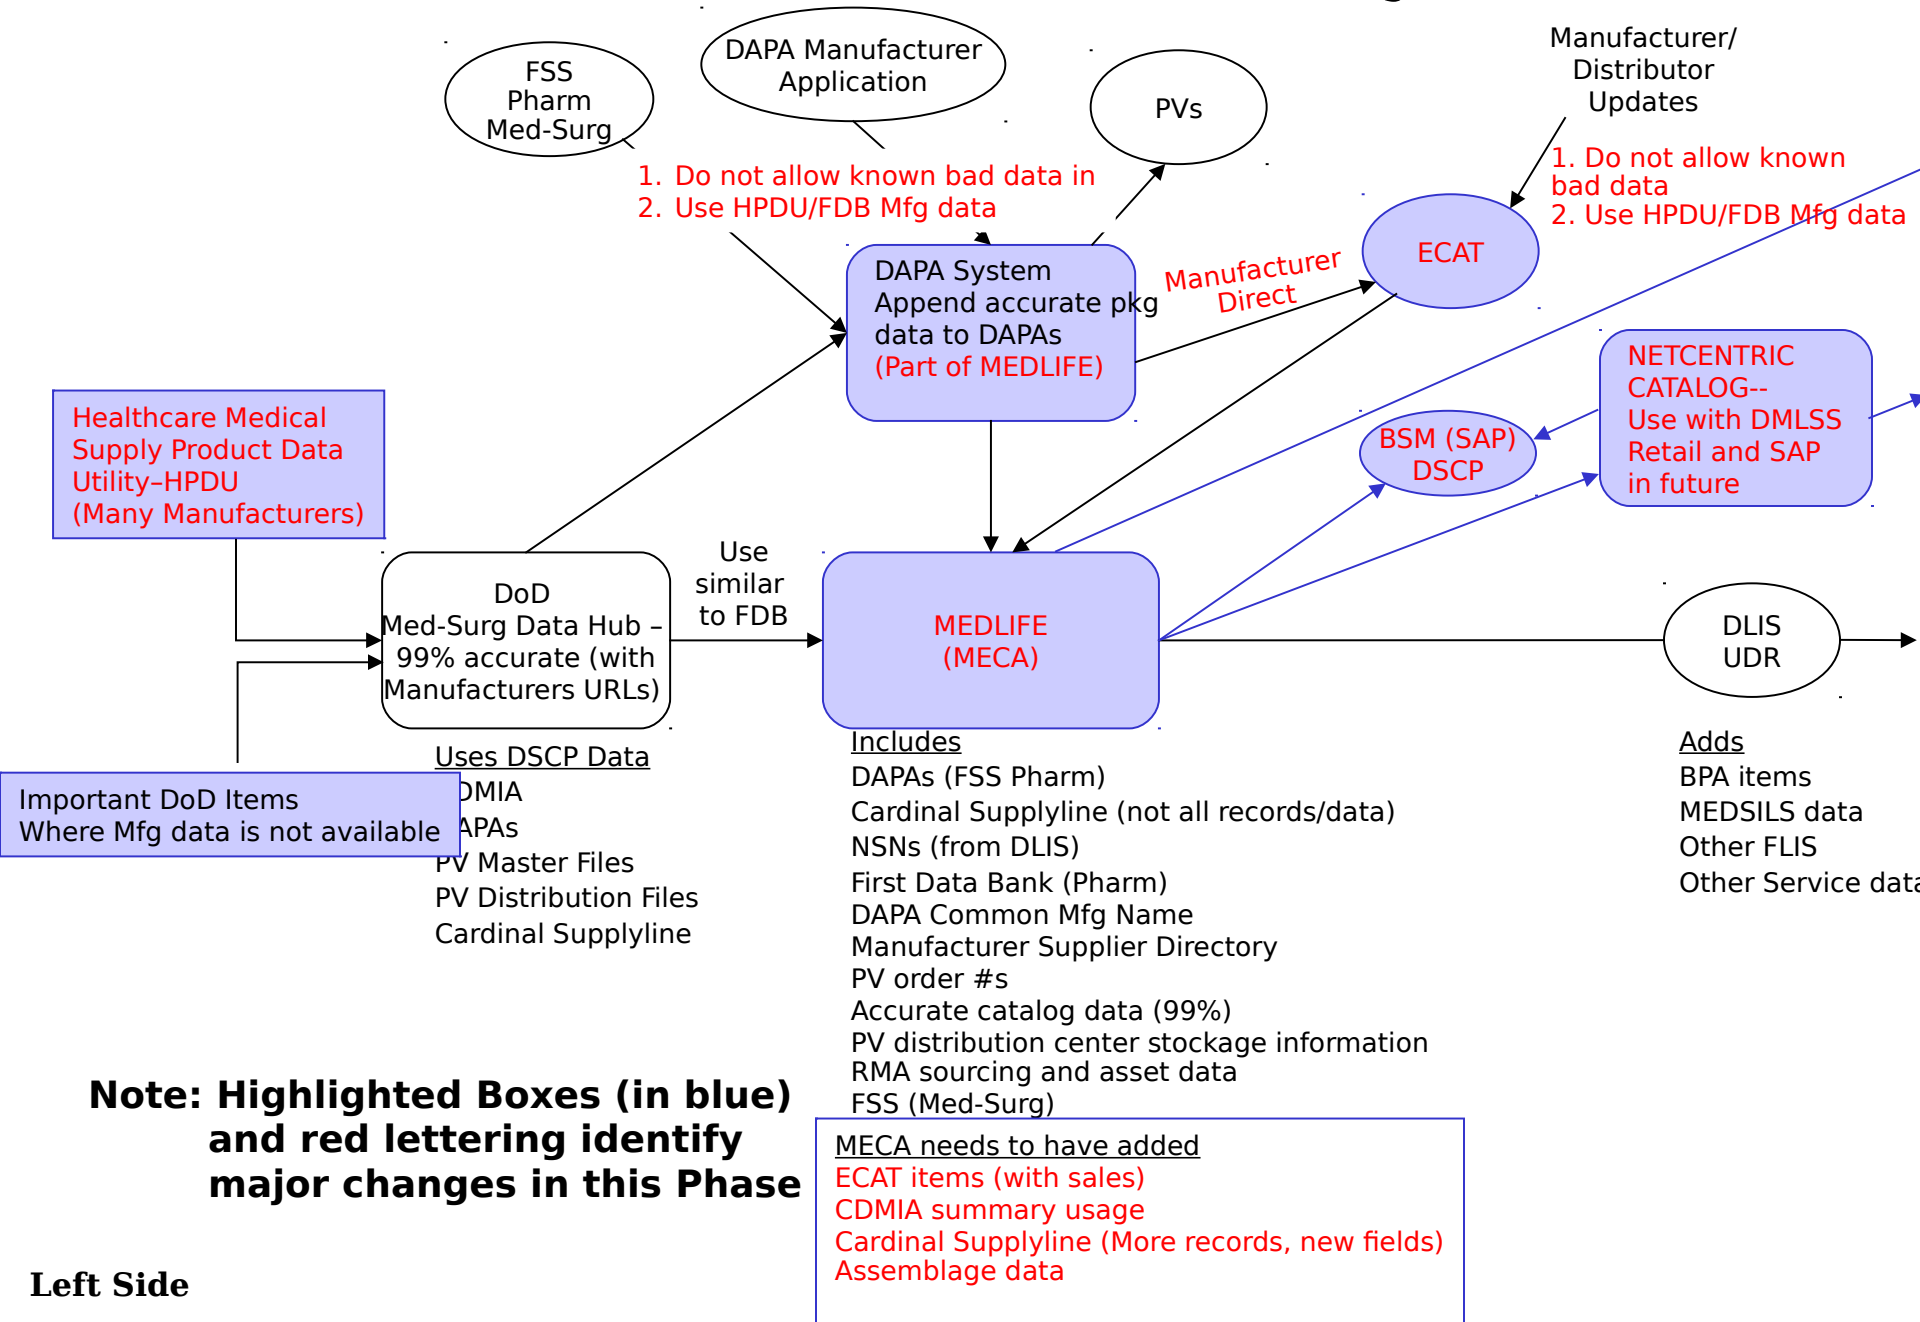 FSS
Pharm
Med-Surg
DAPA Manufacturer
Application
PVs
Manufacturer/
Distributor
Updates
1. Do not allow known bad data in
2. Use HPDU/FDB Mfg data
1. Do not allow known
bad data
2. Use HPDU/FDB Mfg data
ECAT
DAPA System
Append accurate pkg
data to DAPAs
(Part of MEDLIFE)
Manufacturer
Direct
NETCENTRIC
CATALOG--
Use with DMLSS
Retail and SAP
in future
BSM (SAP)
DSCP
Healthcare Medical
Supply Product Data
Utility–HPDU
(Many Manufacturers)
DoD
Med-Surg Data Hub –
99% accurate (with
Manufacturers URLs)
Use
similar
to FDB
MEDLIFE
(MECA)
DLIS
UDR
Uses DSCP Data
DMIA
APAs
PV Master Files
PV Distribution Files
Cardinal Supplyline
Important DoD Items
Where Mfg data is not available
Includes
DAPAs (FSS Pharm)
Cardinal Supplyline (not all records/data)
NSNs (from DLIS)
First Data Bank (Pharm)
DAPA Common Mfg Name
Manufacturer Supplier Directory
PV order #s
Accurate catalog data (99%)
PV distribution center stockage information
RMA sourcing and asset data
FSS (Med-Surg)
Adds
BPA items
MEDSILS data
Other FLIS
Other Service data
Note: Highlighted Boxes (in blue)
and red lettering identify
major changes in this Phase
MECA needs to have added
ECAT items (with sales)
CDMIA summary usage
Cardinal Supplyline (More records, new fields)
Assemblage data
Left Side